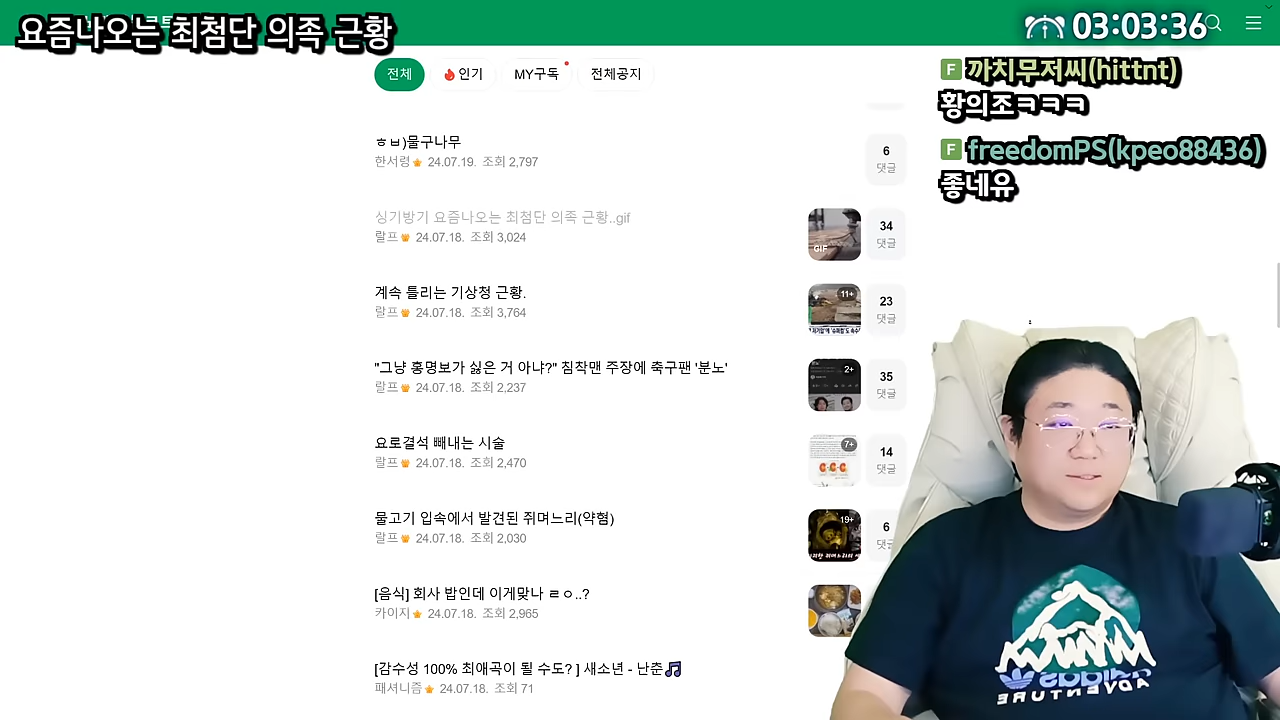 요즘나오는 최첨단 의족 근황
03:03:36
전체
인기
MY구독
전체공지
F 까치무저씨(hittnt)
황의조ㅋㅋㅋ
F freedomPS(kpeo88436)
좋네유
ㅎㅂ)물구나무
한서렁 24.07.19. 조회 2,797
6
댓글
싱기방기 요즘나오는 최첨단 의족 근황..gif
랄프 24.07.18. 조회 3,024
GIF
34
댓글
계속 틀리는 기상청 근황.
랄프 24.07.18. 조회 3,764
11+
23
댓글
"그냥 홍명보가 싫은 거 아냐?" 침착맨 주장에 축구팬 '분노'
랄프 24.07.18. 조회 2,237
2+
35
댓글
요로결석 빼내는 시술
랄프 24.07.18. 조회 2,470
7+
14
댓글
물고기 입속에서 발견된 쥐며느리(약혐)
랄프 24.07.18. 조회 2,030
19+
6
댓글
[음식] 회사 밥인데 이게맞나 ㄹㅇ..?
카이지 24.07.18. 조회 2,965
[감수성 100% 최애곡이 될 수도? ] 새소년 - 난춘🎵
패셔니즘 24.07.18. 조회 71
adidas
ADVENTURE